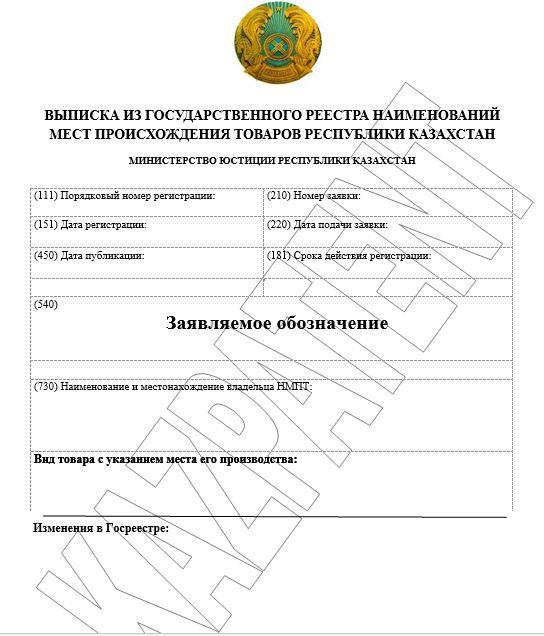 ВЫПИСКА ИЗ ГОСУДАРСТВЕННОГО РЕЕСТРА НАИМЕНОВАНИЙ
МЕСТ ПРОИСХОЖДЕНИЯ ТОВАРОВ РЕСПУБЛИКИ КАЗАХСТАН
МИНИСТЕРСТВО ЮСТИЦИИ РЕСПУБЛИКИ КАЗАХСТАН
(111) Порядковый номер регистрации:
(210) Номер заявки:
(151) Дата регистрации:
(220) Дата подачи заявки:
(450) Дата публикации:
(181) Срока действия регистрации:
(540)
Заявляемое обозначение
(730) Наименование и местонахождение владельца НМПТ:
Вид товара с указанием места его производства:
Изменения в Госреестре:
KAZPATENT